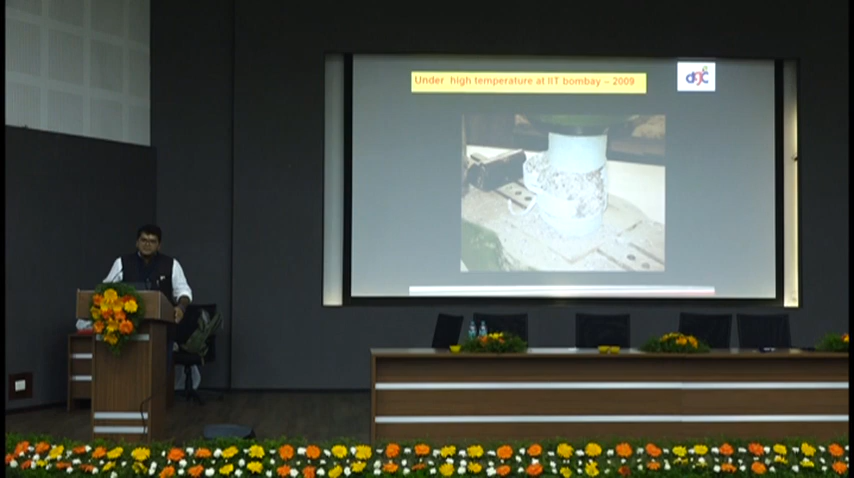 Under high temperature at IIT bombay – 2009